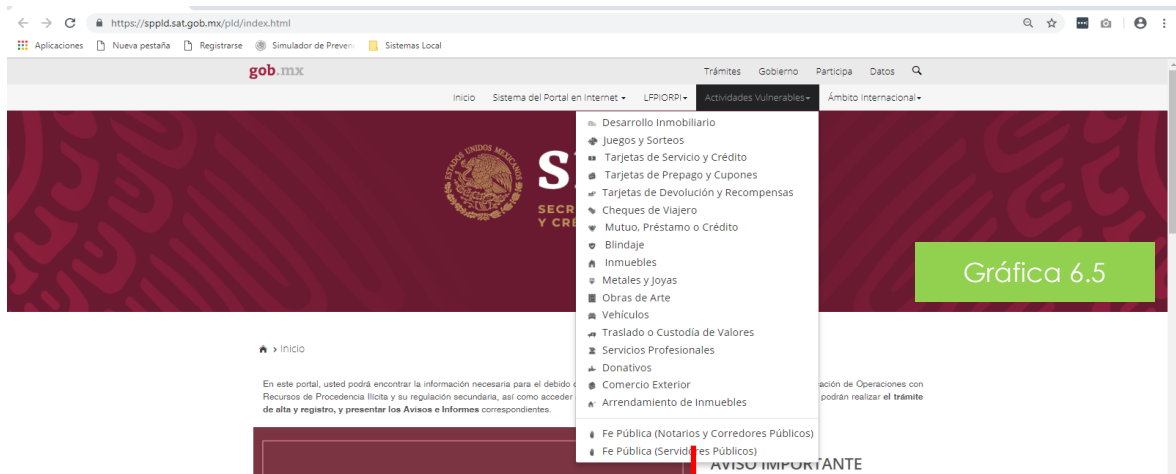 https://sppld.sat.gob.mx/pld/index.html
Aplicaciones Nueva pestaña Registrarse Simulador de Preven Sistemas Local
gob.mx Trámites Gobierno Participa Datos
Inicio Sistema del Portal en Internet LFPIORPI Actividades Vulnerables Ámbito Internacional
Desarrollo Inmobiliario
Juegos y Sorteos
Tarjetas de Servicio y Crédito
Tarjetas de Prepago y Cupones
Tarjetas de Devolución y Recompensas
Cheques de Viajero
Mutuo, Préstamo o Crédito
Blindaje
Inmuebles
Metales y Joyas
Obras de Arte
Vehículos
Traslado o Custodía de Valores
Servicios Profesionales
Donativos
Comercio Exterior
Arrendamiento de Inmuebles
Fe Pública (Notarios y Corredores Públicos)
Fe Pública (Servidores Públicos)
ESTADOS UNIDOS MEXICANOS
S
SECR
Y CRÉ
Gráfica 6.5
> Inicio
En este portal, usted podrá encontrar la información necesaria para el debido ación de Operaciones con
Recursos de Procedencia Ilícita y su regulación secundaria, así como acceder podrán realizar el trámite
de alta y registro, y presentar los Avisos e Informes correspondientes.
AVISO IMPORTANTE